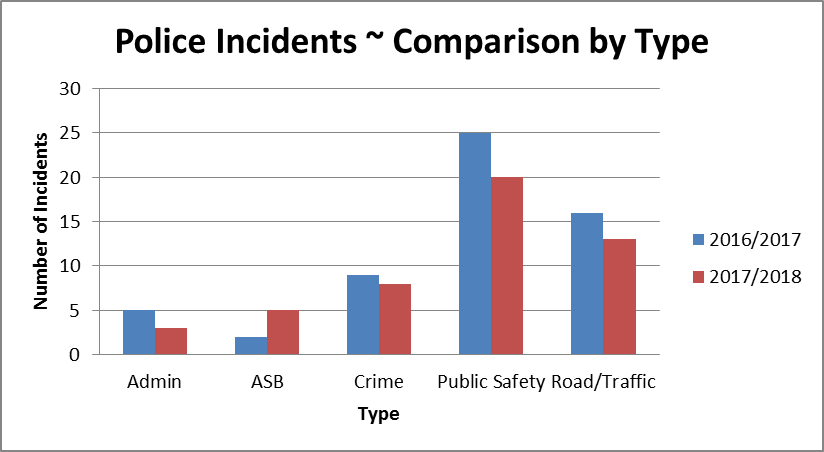 Police Incidents ~ Comparison by Type
30
25
20
15
10
5
0
Number of Incidents
Admin
ASB
Crime
Public Safety
Road/Traffic
Type
2016/2017
2017/2018